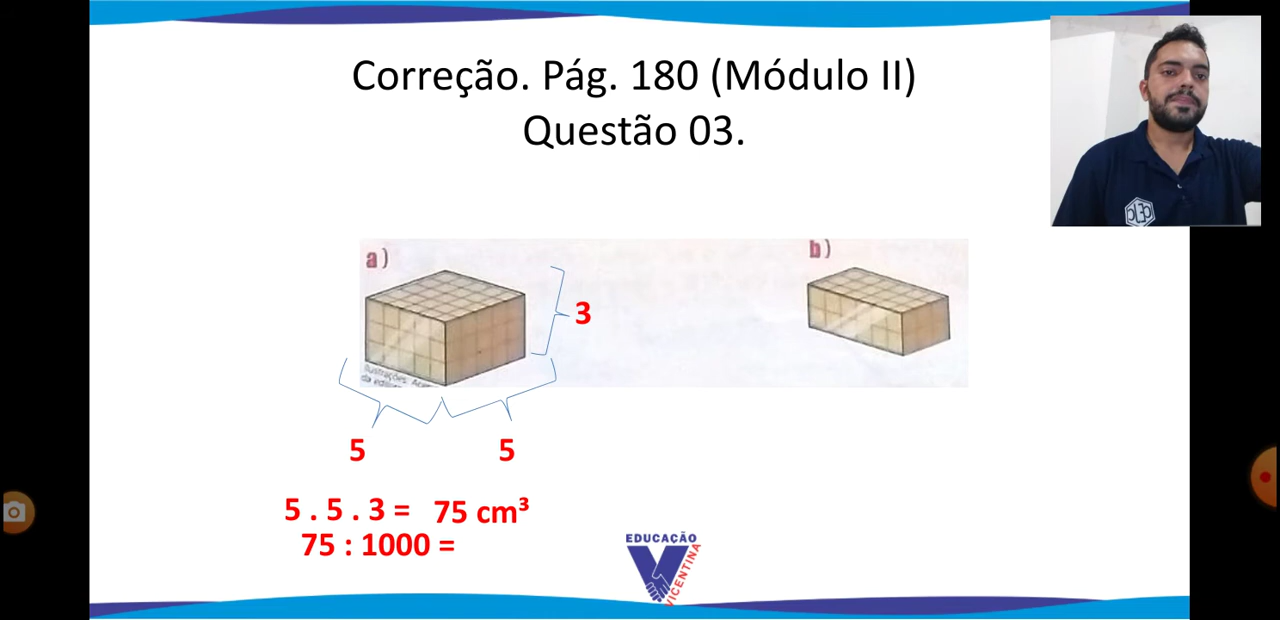 Correção. Pág. 180 (Módulo II)
Questão 03.
a)
b)
3
Ilustrações:
5
5
5 . 5 . 3 = 75 cm³
75 : 1000 =
EDUCAÇÃO
VICENTINA